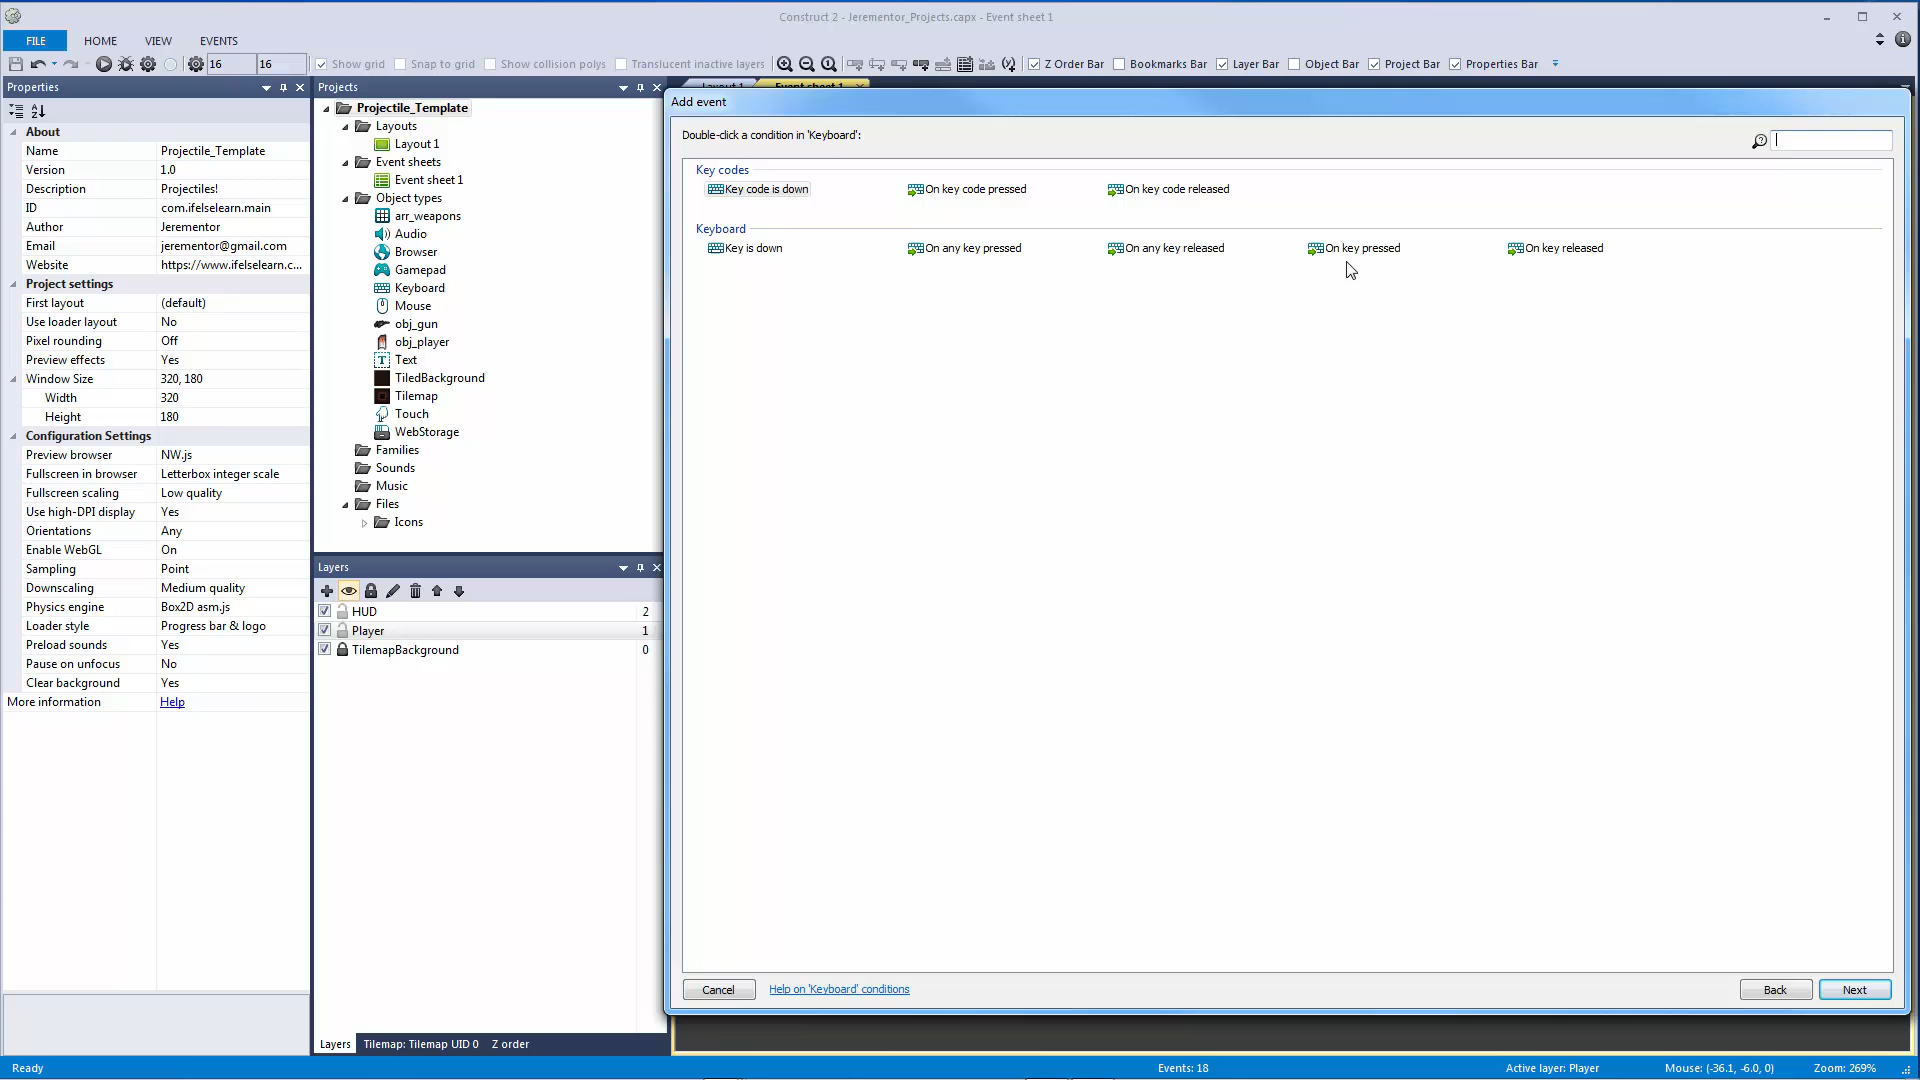 Construct 2 - Jerementor_Projects.capx - Event sheet 1
FILE HOME VIEW EVENTS
16 16 Show grid Snap to grid Show collision polys Translucent inactive layers Z Order Bar Bookmarks Bar Layer Bar Object Bar Project Bar Properties Bar
Properties
About
Name Projectile_Template
Version 1.0
Description Projectiles!
ID com.ifelselearn.main
Author Jerementor
Email jerementor@gmail.com
Website https://www.ifelselearn.c...
Project settings
First layout (default)
Use loader layout No
Pixel rounding Off
Preview effects Yes
Window Size 320, 180
Width 320
Height 180
Configuration Settings
Preview browser NW.js
Fullscreen in browser Letterbox integer scale
Fullscreen scaling Low quality
Use high-DPI display Yes
Orientations Any
Enable WebGL On
Sampling Point
Downscaling Medium quality
Physics engine Box2D asm.js
Loader style Progress bar & logo
Preload sounds Yes
Pause on unfocus No
Clear background Yes
More information Help
Projects
Projectile_Template
Layouts
Layout 1
Event sheets
Event sheet 1
Object types
arr_weapons
Audio
Browser
Gamepad
Keyboard
Mouse
obj_gun
obj_player
Text
TiledBackground
Tilemap
Touch
WebStorage
Families
Sounds
Music
Files
Icons
Layers
HUD 2
Player 1
TilemapBackground 0
Layers Tilemap: Tilemap UID 0 Z order
Layout 1 Event sheet 1
Add event
Double-click a condition in 'Keyboard':
Key codes
Key code is down On key code pressed On key code released
Keyboard
Key is down On any key pressed On any key released On key pressed On key released
Cancel Help on 'Keyboard' conditions Back Next
Ready Events: 18 Active layer: Player Mouse: (-36.1, -6.0, 0) Zoom: 269%